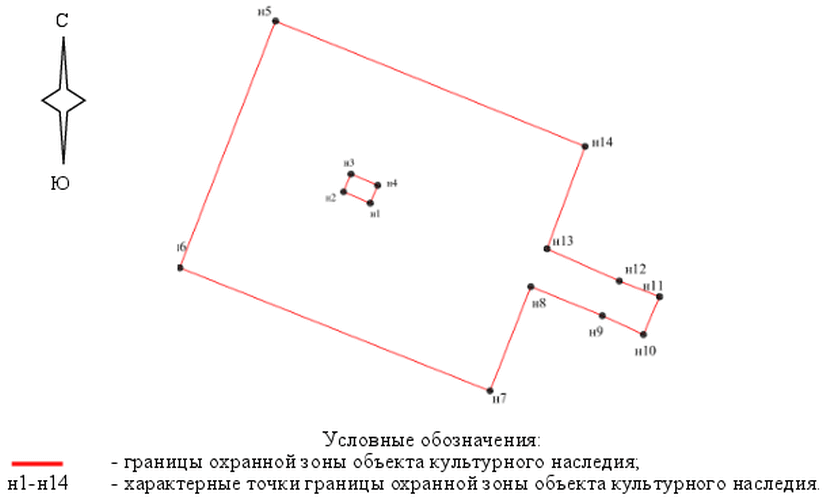 н5
С
н14
н3
н4
н2
н1
Ю
н13
н6
н12
н11
н8
н9
н10
н7
Условные обозначения:
- границы охранной зоны объекта культурного наследия;
н1-н14 - характерные точки границы охранной зоны объекта культурного наследия.